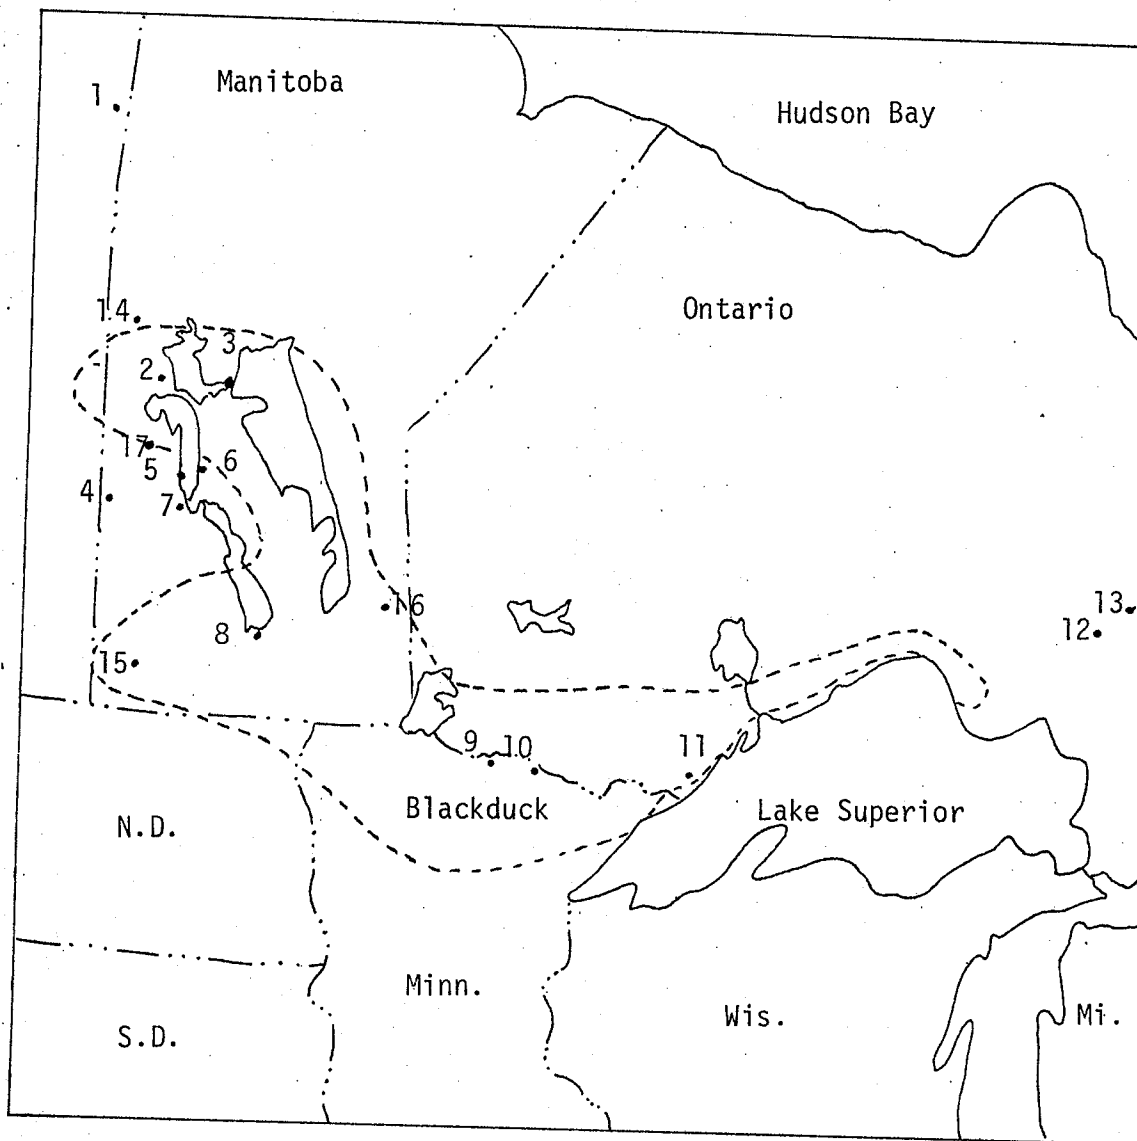 Manitoba
1
Hudson Bay
14
Ontario
3
2
17
5
6
4
7
16
13
12
8
15
9
10
11
Blackduck
Lake Superior
N.D.
Minn.
Wis.
Mi.
S.D.